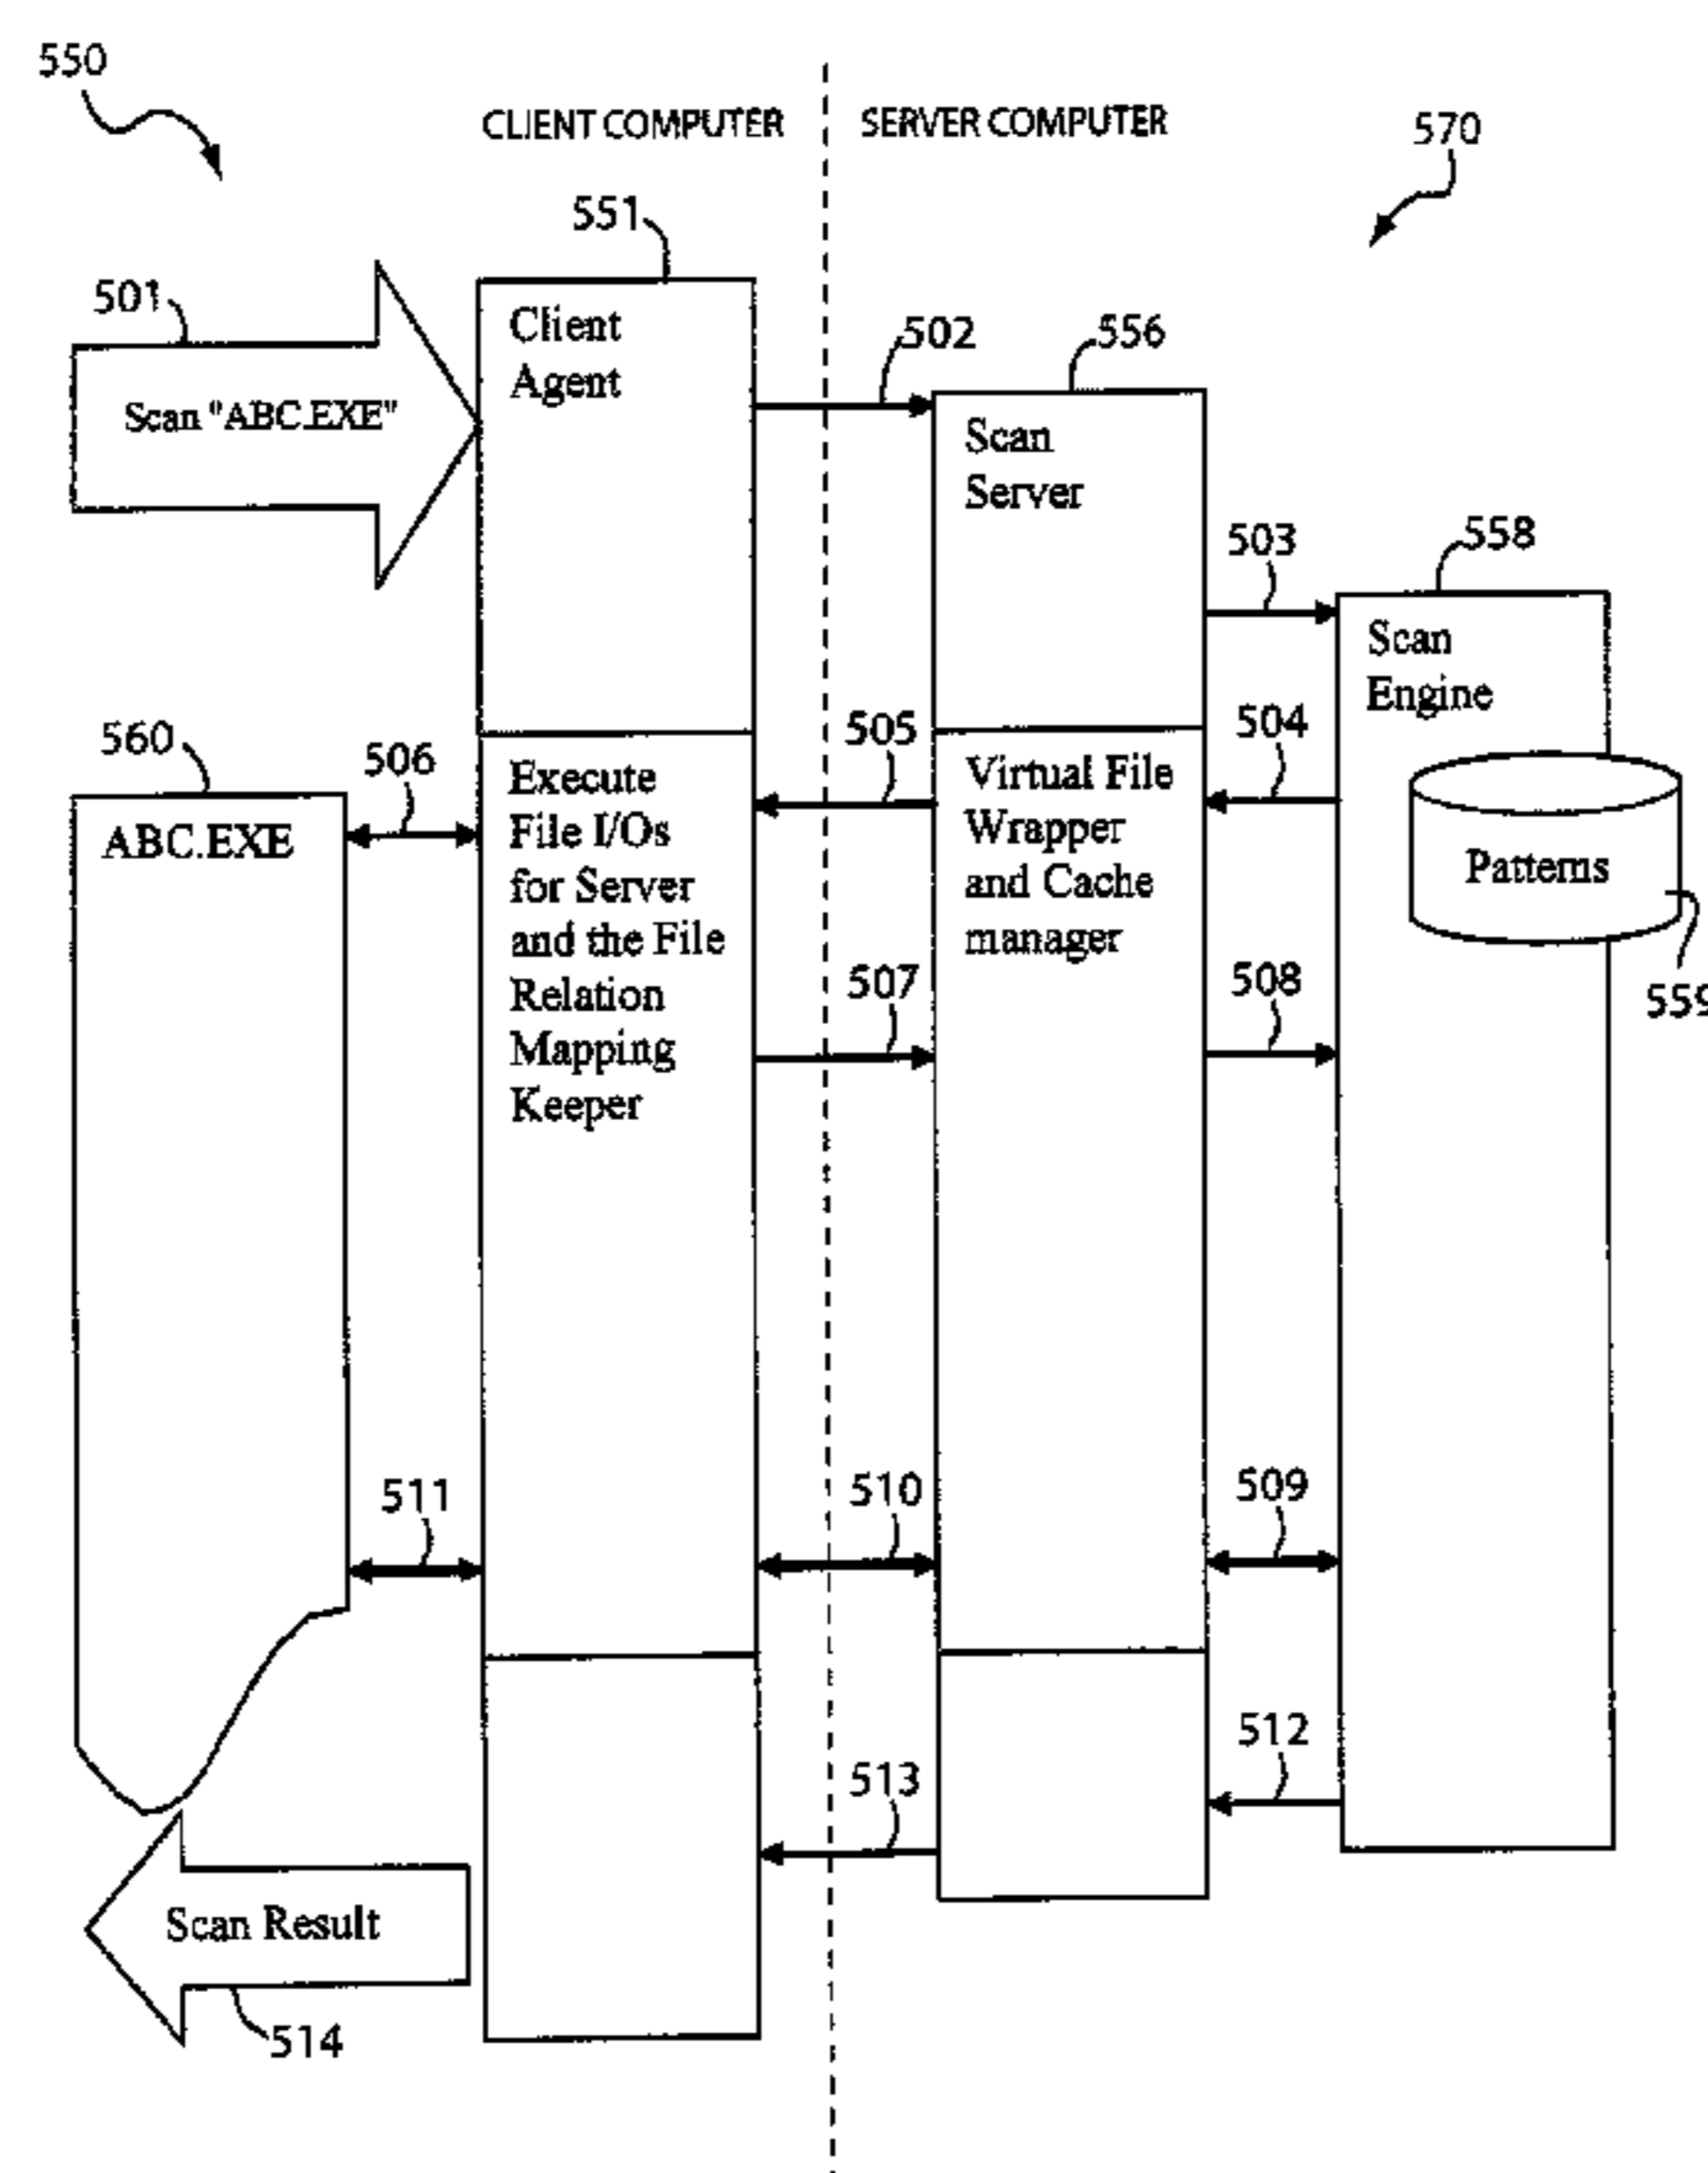 550
CLIENT COMPUTER
SERVER COMPUTER
570
551
501
Scan "ABC.EXE"
Client
Agent
502
556
Scan
Server
503
558
Scan
Engine
560
506
505
504
ABC.EXE
Execute
File I/Os
for Server
and the File
Relation
Mapping
Keeper
Virtual File
Wrapper
and Cache
manager
Patterns
559
507
508
511
510
509
512
513
Scan Result
514